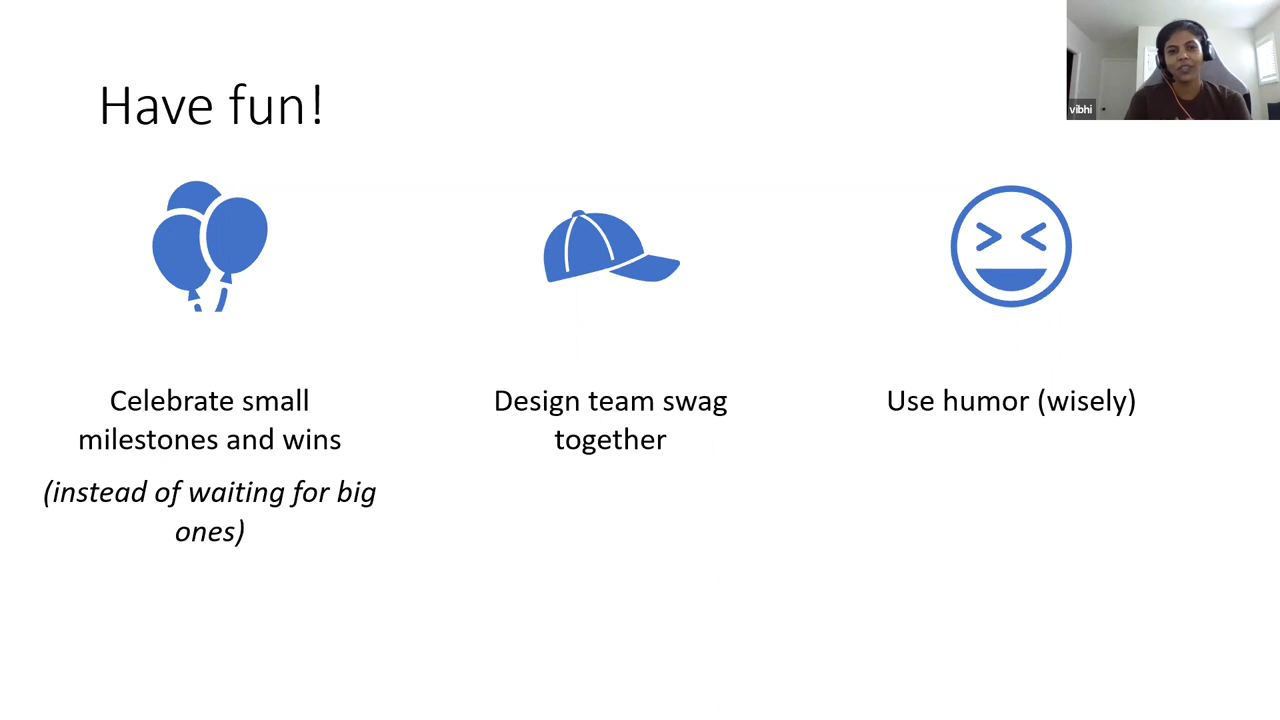 Have fun!
vibhi
Celebrate small
milestones and wins
(instead of waiting for big
ones)
Design team swag
together
Use humor (wisely)